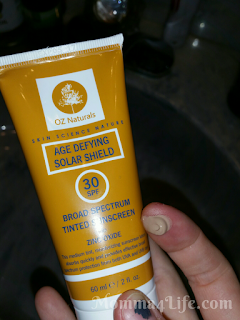 OZ Naturals
SKIN SCIENCE NATURE
AGE DEFYING
SOLAR SHIELD
30
SPF
BROAD SPECTRUM
TINTED SUNSCREEN
ZINC OXIDE
60 ml / 2 fl. oz
Momma4Life.com